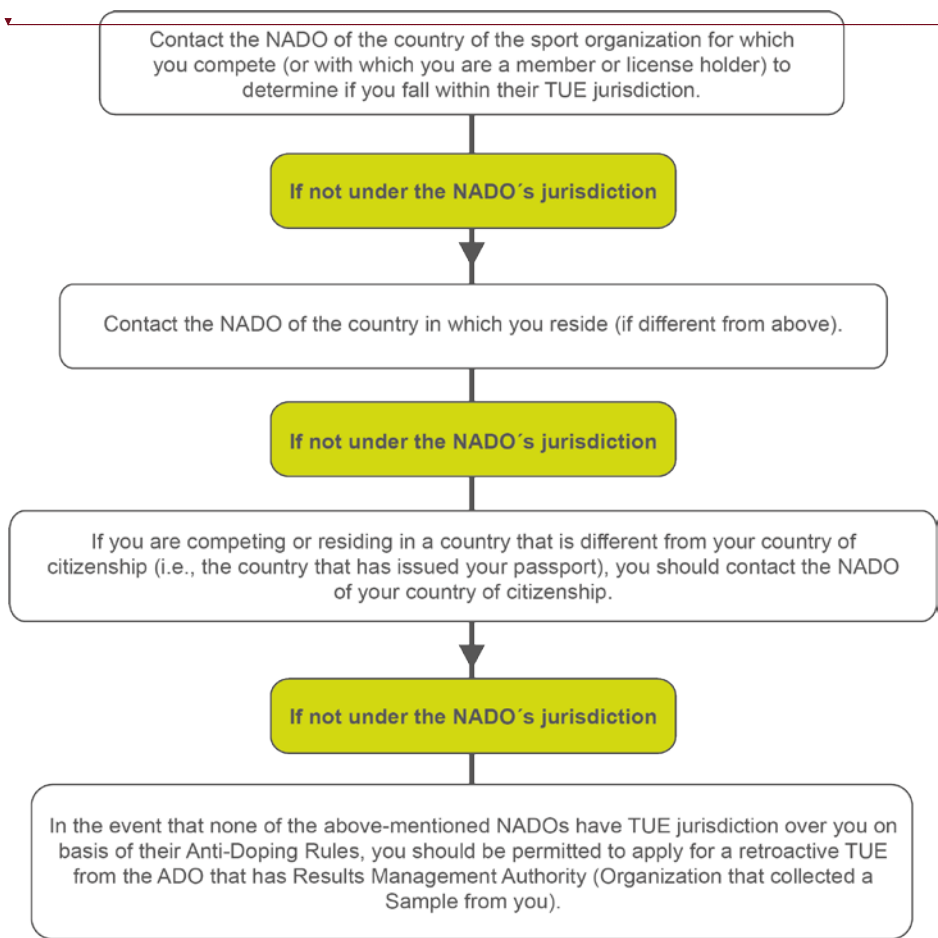 Contact the NADO of the country of the sport organization for which
you compete (or with which you are a member or license holder) to
determine if you fall within their TUE jurisdiction.
If not under the NADO´s jurisdiction
Contact the NADO of the country in which you reside (if different from above).
If not under the NADO´s jurisdiction
If you are competing or residing in a country that is different from your country of
citizenship (i.e., the country that has issued your passport), you should contact the NADO
of your country of citizenship.
If not under the NADO´s jurisdiction
In the event that none of the above-mentioned NADOs have TUE jurisdiction over you on
basis of their Anti-Doping Rules, you should be permitted to apply for a retroactive TUE
from the ADO that has Results Management Authority (Organization that collected a
Sample from you).